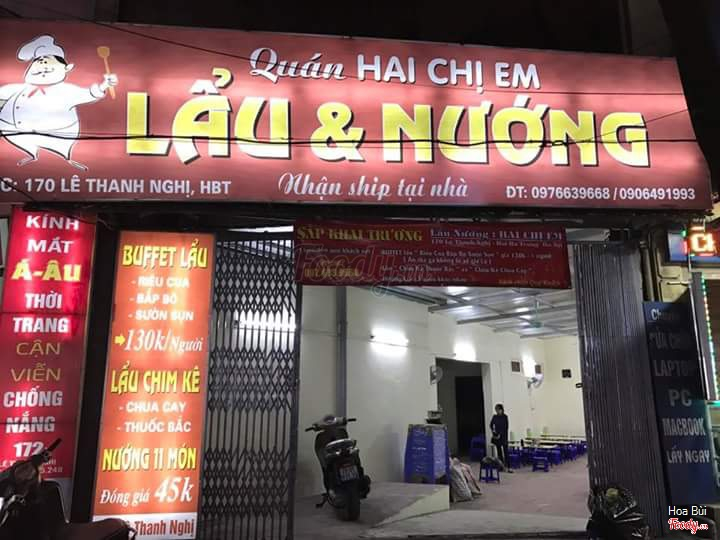 Quán HAI CHỊ EM
LẨU & NƯỚNG
C: 170 LÊ THANH NGHỊ, HBT
Nhận ship tại nhà
ĐT: 0976639668 / 0906491993
KÍNH
MẮT
Á-ÂU
THỜI
TRANG
CẬN
VIỄN
CHỐNG
NẮNG
172
BUFFET LẨU
- RIÊU CUA
- BẮP BÒ
- SƯỜN SỤN
130k/Người
LẨU CHIM KÊ
- CHUA CAY
- THUỐC BẮC
NƯỚNG 11 MÓN
Đồng giá 45k
Thanh Nghị
SẮP KHAI TRƯƠNG
Lẩu Nướng : HAI CHỊ EM
LAPTOP
PC
MACBOOK
LẤY NGAY
Hoa Bùi
Foody.vn